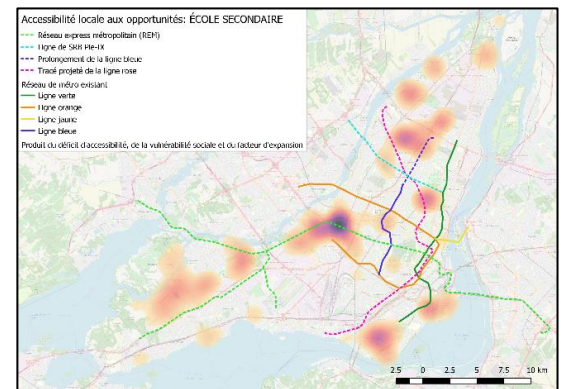 Accessibilité locale aux opportunités: ÉCOLE SECONDAIRE
Réseau express métropolitain (REM)
Ligne de SRB Pie-IX
Prolongement de la ligne bleue
Tracé projeté de la ligne rose
Réseau de métro existant
Ligne verte
Ligne orange
Ligne jaune
Ligne bleue
Produit du déficit d'accessibilité, de la vulnérabilité sociale et du facteur d'expansion
2.5 0 2.5 5 7.5 10 km